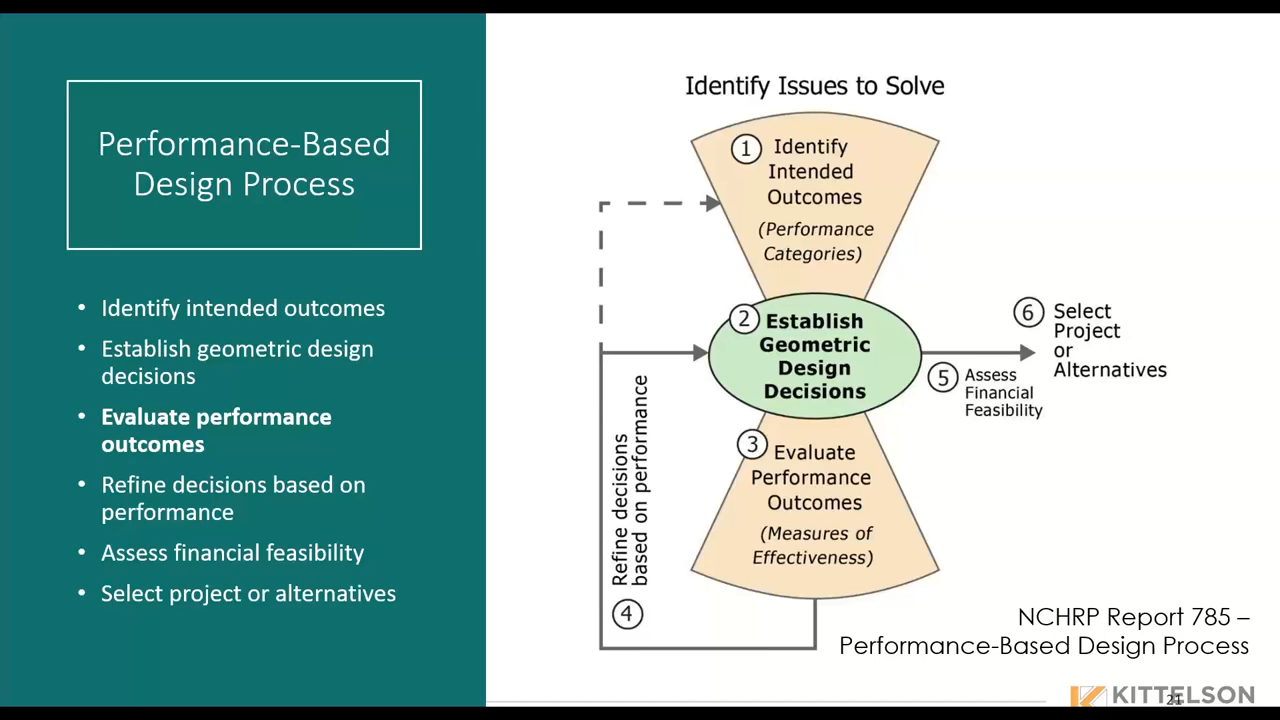 Performance-Based
Design Process
• Identify intended outcomes
• Establish geometric design
decisions
• Evaluate performance
outcomes
• Refine decisions based on
performance
• Assess financial feasibility
• Select project or alternatives
Identify Issues to Solve
1 Identify
Intended
Outcomes
(Performance
Categories)
2 Establish
Geometric
Design
Decisions
3 Evaluate
Performance
Outcomes
(Measures of
Effectiveness)
4 Refine decisions
based on performance
5 Assess
Financial
Feasibility
6 Select
Project
or
Alternatives
NCHRP Report 785 –
Performance-Based Design Process
KITTELSON
21